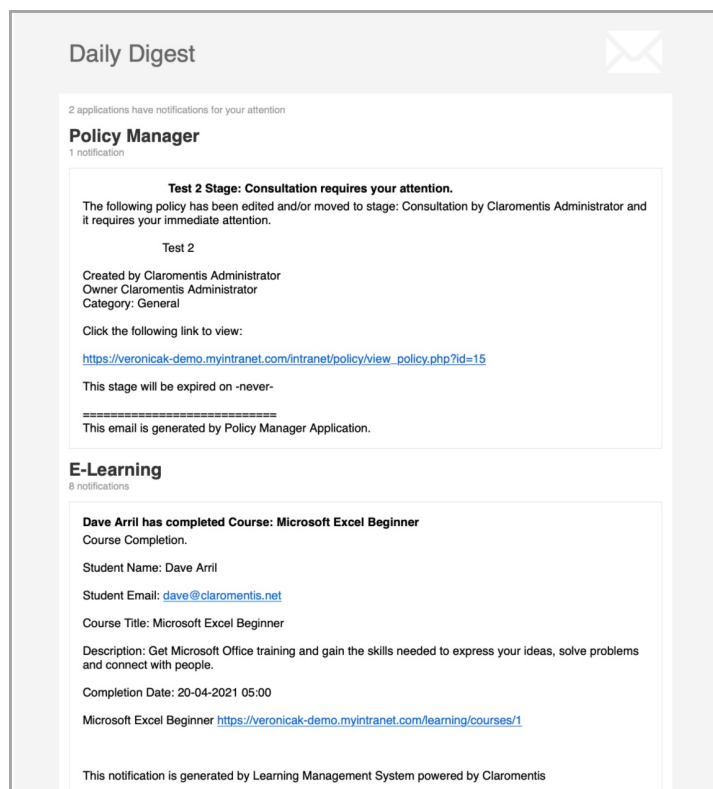 Daily Digest
2 applications have notifications for your attention
Policy Manager
1 notification
Test 2 Stage: Consultation requires your attention.
The following policy has been edited and/or moved to stage: Consultation by Claromentis Administrator and
it requires your immediate attention.
Test 2
Created by Claromentis Administrator
Owner Claromentis Administrator
Category: General
Click the following link to view:
https://veronicak-demo.myintranet.com/intranet/policy/view_policy.php?id=15
This stage will be expired on -never-
============================
This email is generated by Policy Manager Application.
E-Learning
8 notifications
Dave Arril has completed Course: Microsoft Excel Beginner
Course Completion.
Student Name: Dave Arril
Student Email: dave@claromentis.net
Course Title: Microsoft Excel Beginner
Description: Get Microsoft Office training and gain the skills needed to express your ideas, solve problems
and connect with people.
Completion Date: 20-04-2021 05:00
Microsoft Excel Beginner https://veronicak-demo.myintranet.com/learning/courses/1
This notification is generated by Learning Management System powered by Claromentis